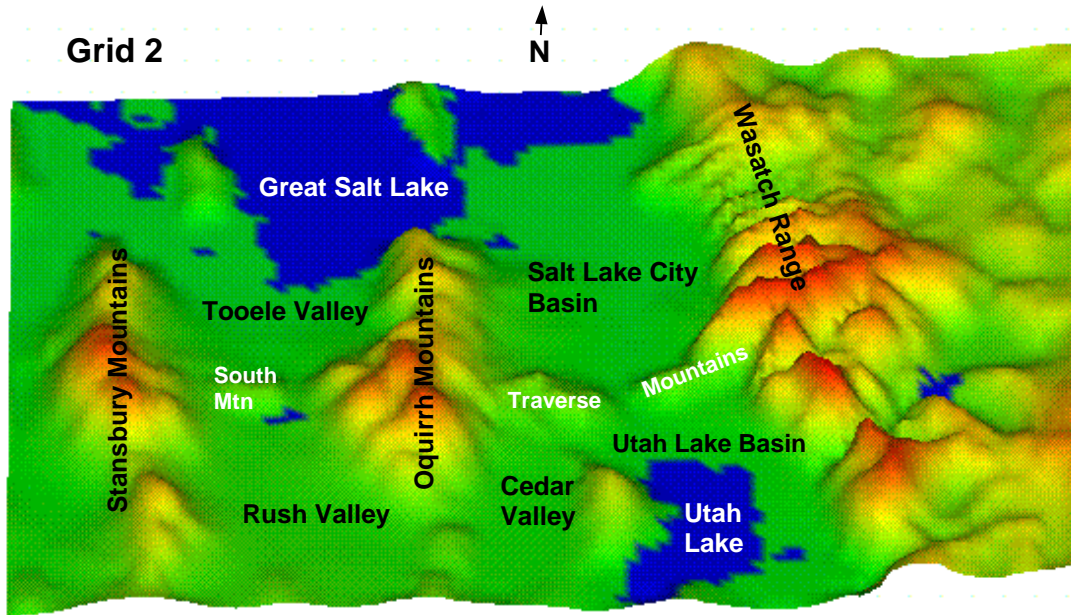 Grid 2
N
Wasatch Range
Great Salt Lake
Stansbury Mountains
Oquirrh Mountains
Salt Lake City
Basin
Tooele Valley
South
Mtn
Traverse
Mountains
Utah Lake Basin
Cedar
Valley
Rush Valley
Utah
Lake